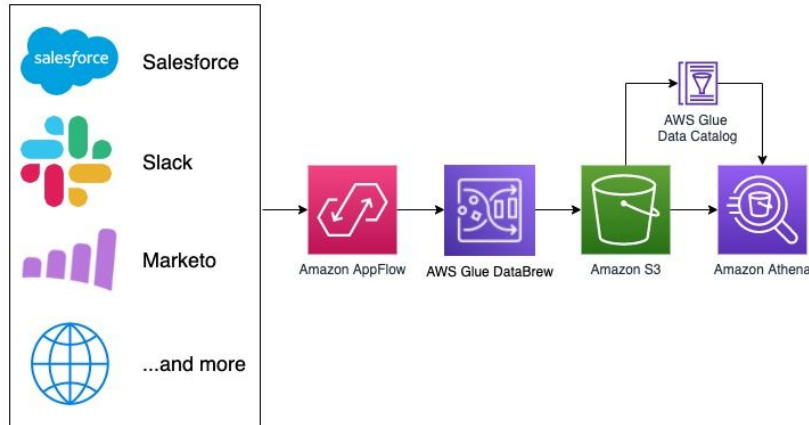 salesforce
Salesforce
Slack
Marketo
...and more
Amazon AppFlow
AWS Glue DataBrew
Amazon S3
AWS Glue
Data Catalog
Amazon Athena